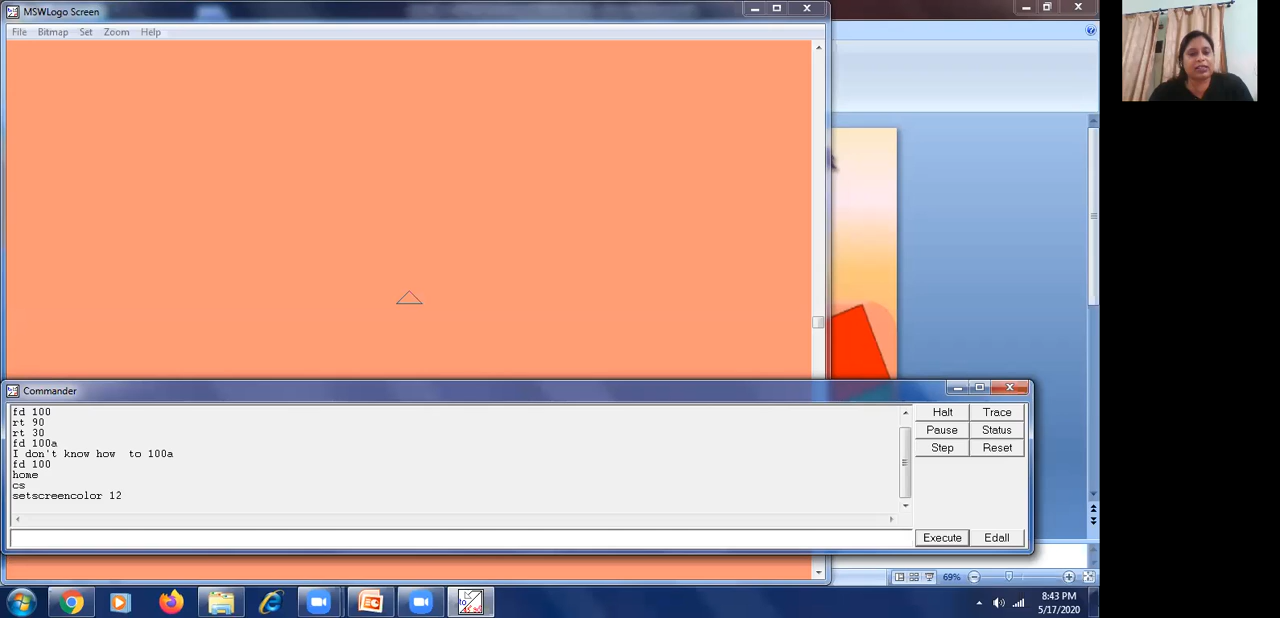 MSWLogo Screen
File Bitmap Set Zoom Help
Commander
fd 100
rt 90
rt 30
fd 100a
I don't know how  to 100a
fd 100
home
cs
setscreencolor 12
Halt Trace
Pause Status
Step Reset
Execute Edall
69%
8:43 PM
5/17/2020